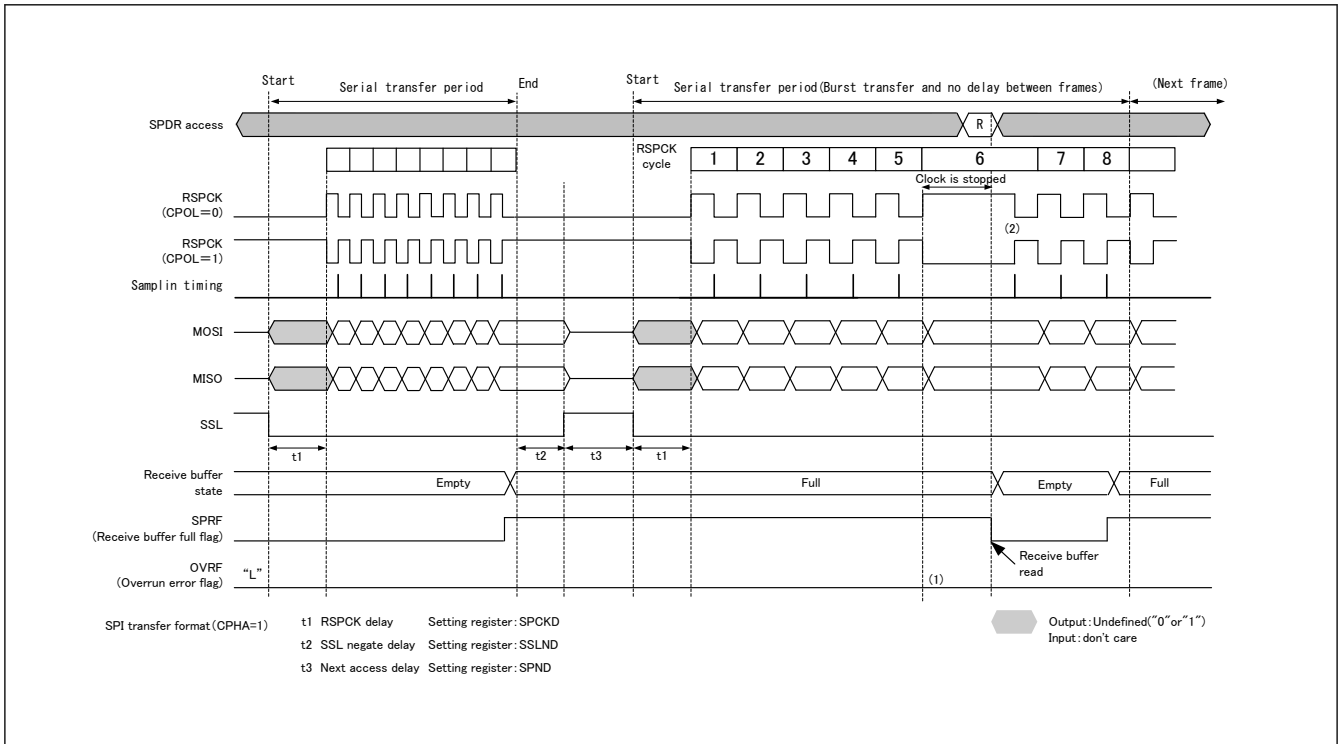 Start
Serial transfer period
End
Start
Serial transfer period(Burst transfer and no delay between frames)
(Next frame)
SPDR access
R
RSPCK
cycle
1 2 3 4 5 6 7 8
Clock is stopped
RSPCK
(CPOL=0)
(2)
RSPCK
(CPOL=1)
Samplin timing
MOSI
MISO
SSL
t1 t2 t3 t1
Receive buffer
state
Empty Full Empty Full
SPRF
(Receive buffer full flag)
Receive buffer
read
OVRF
(Overrun error flag)
“L”
(1)
SPI transfer format(CPHA=1)
t1 RSPCK delay Setting register:SPCKD
t2 SSL negate delay Setting register:SSLND
t3 Next access delay Setting register:SPND
Output:Undefined("0"or"1")
Input:don't care